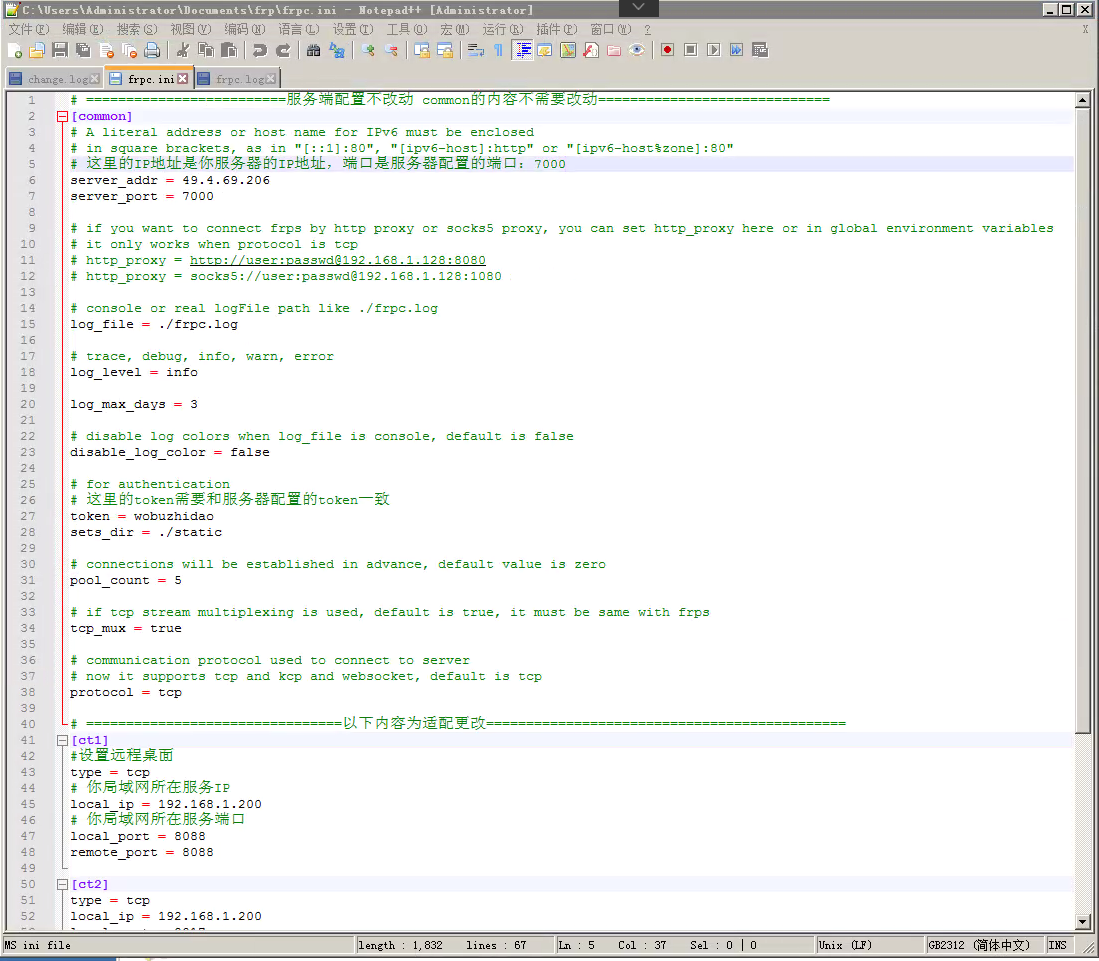 C:\Users\Administrator\Documents\frp\frpc.ini - Notepad++ [Administrator]
文件(F) 编辑(E) 搜索(S) 视图(V) 编码(N) 语言(L) 设置(T) 工具(O) 宏(M) 运行(R) 插件(P) 窗口(W) ? X
change.log frpc.ini frpc.log
1 # =========================服务端配置不改动 common的内容不需要改动=============================
2 [common]
3 # A literal address or host name for IPv6 must be enclosed
4 # in square brackets, as in "[::1]:80", "[ipv6-host]:http" or "[ipv6-host%zone]:80"
5 # 这里的IP地址是你服务器的IP地址，端口是服务器配置的端口：7000
6 server_addr = 49.4.69.206
7 server_port = 7000
8
9 # if you want to connect frps by http proxy or socks5 proxy, you can set http_proxy here or in global environment variables
10 # it only works when protocol is tcp
11 # http_proxy = http://user:passwd@192.168.1.128:8080
12 # http_proxy = socks5://user:passwd@192.168.1.128:1080
13
14 # console or real logFile path like ./frpc.log
15 log_file = ./frpc.log
16
17 # trace, debug, info, warn, error
18 log_level = info
19
20 log_max_days = 3
21
22 # disable log colors when log_file is console, default is false
23 disable_log_color = false
24
25 # for authentication
26 # 这里的token需要和服务器配置的token一致
27 token = wobuzhidao
28 sets_dir = ./static
29
30 # connections will be established in advance, default value is zero
31 pool_count = 5
32
33 # if tcp stream multiplexing is used, default is true, it must be same with frps
34 tcp_mux = true
35
36 # communication protocol used to connect to server
37 # now it supports tcp and kcp and websocket, default is tcp
38 protocol = tcp
39
40 # ================================以下内容为适配更改=============================================
41 [ct1]
42 #设置远程桌面
43 type = tcp
44 # 你局域网所在服务IP
45 local_ip = 192.168.1.200
46 # 你局域网所在服务端口
47 local_port = 8088
48 remote_port = 8088
49
50 [ct2]
51 type = tcp
52 local_ip = 192.168.1.200
MS ini file length : 1,832 lines : 67 Ln : 5 Col : 37 Sel : 0 | 0 Unix (LF) GB2312 (简体中文) INS